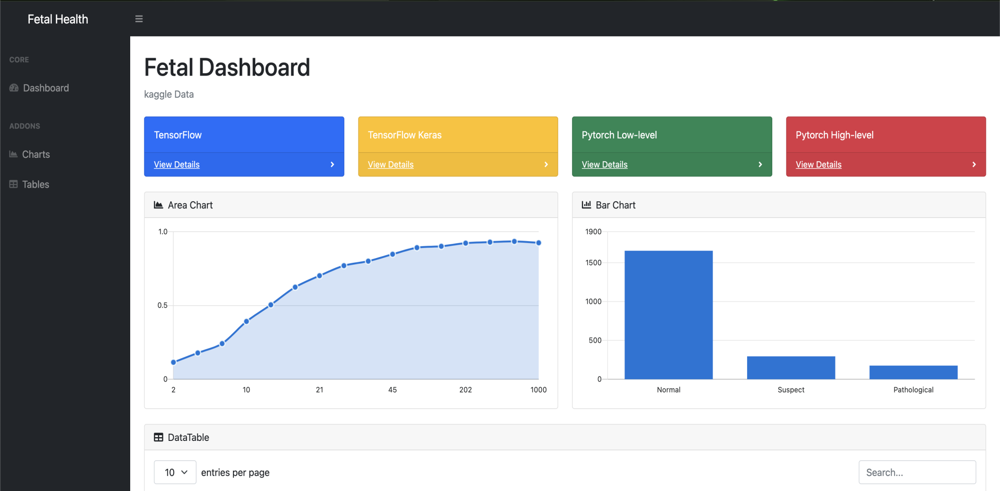 Fetal Health
CORE
Dashboard
ADDONS
Charts
Tables
Fetal Dashboard
kaggle Data
TensorFlow
View Details
TensorFlow Keras
View Details
Pytorch Low-level
View Details
Pytorch High-level
View Details
Area Chart
1.0
0.5
0
2 10 21 45 202 1000
Bar Chart
1900
1500
1000
500
0
Normal Suspect Pathological
DataTable
10 entries per page
Search...